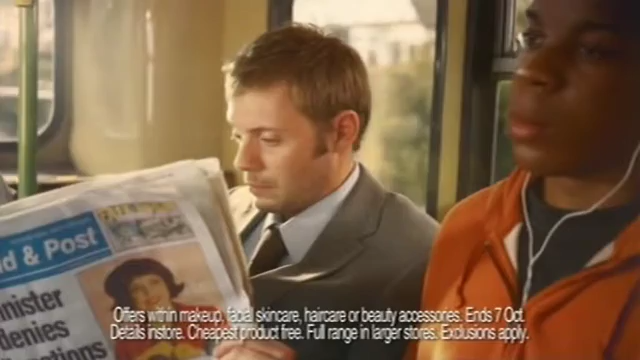 d & Post
nister
denies
ctions
Offers within makeup, facial skincare, haircare or beauty accessories. Ends 7 Oct.
Details instore. Cheapest product free. Full range in larger stores. Exclusions apply.